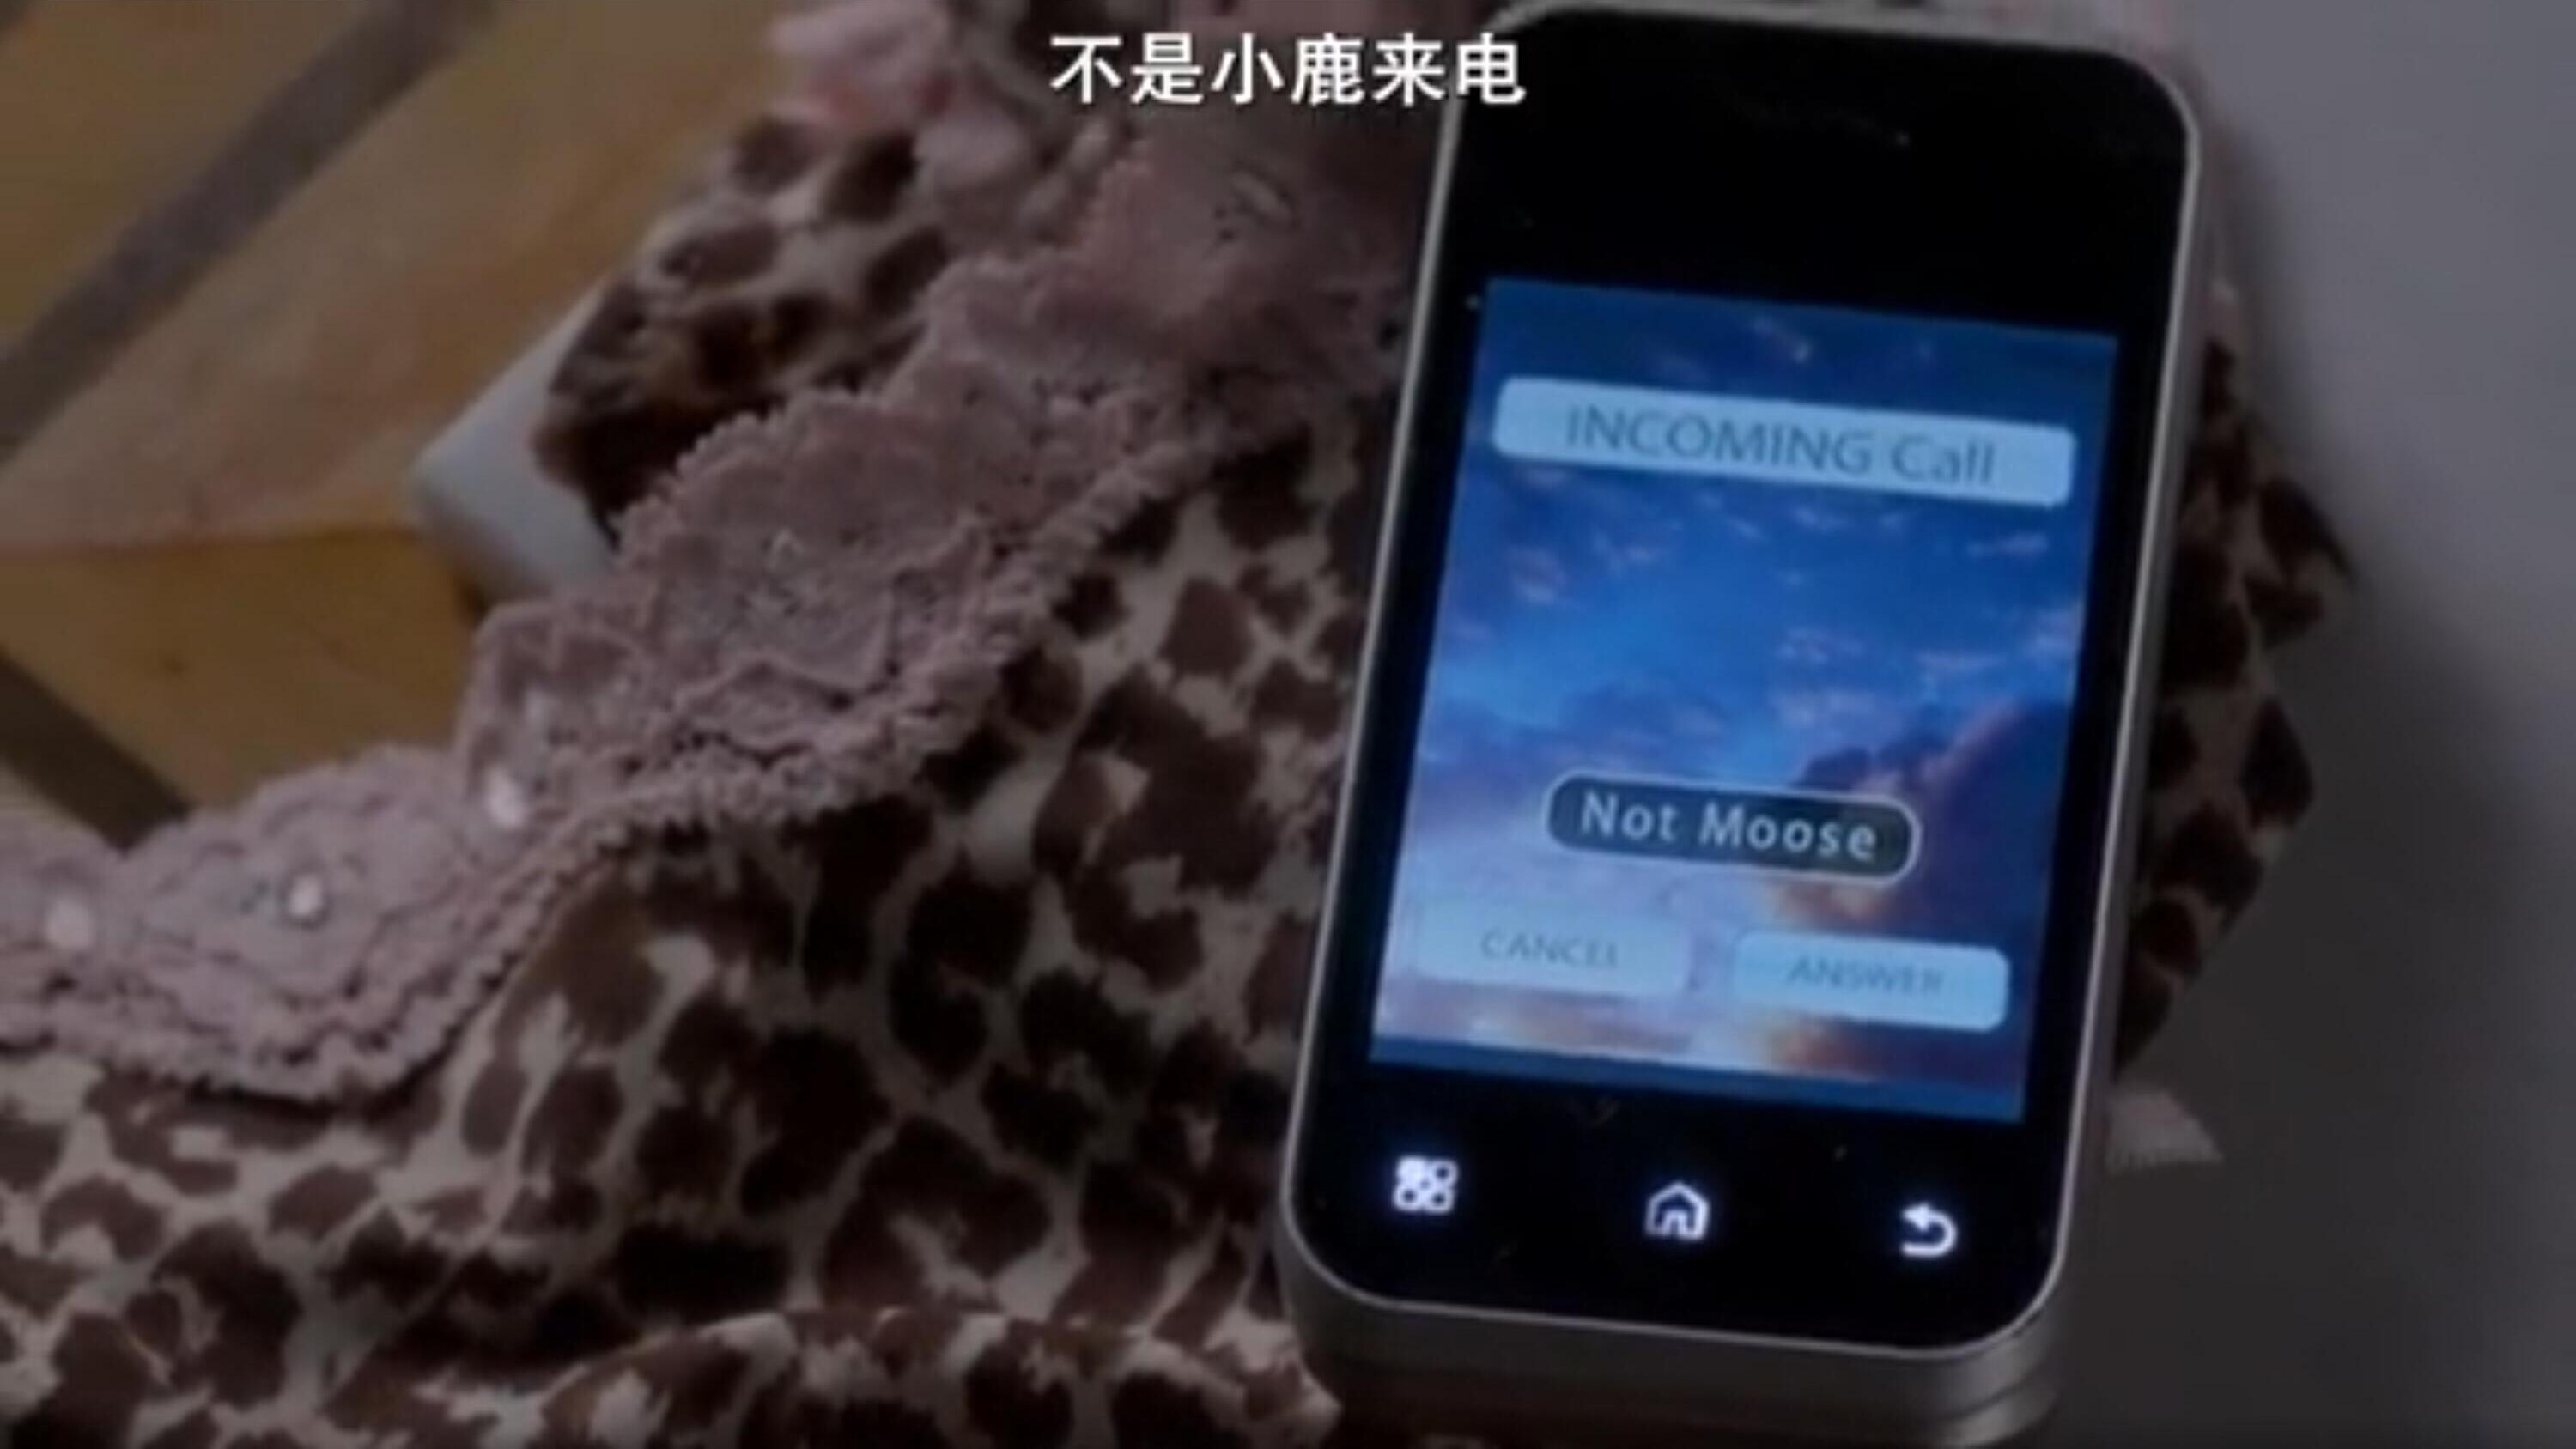 不是小鹿来电
INCOMING Call
Not Moose
CANCEL
ANSWER